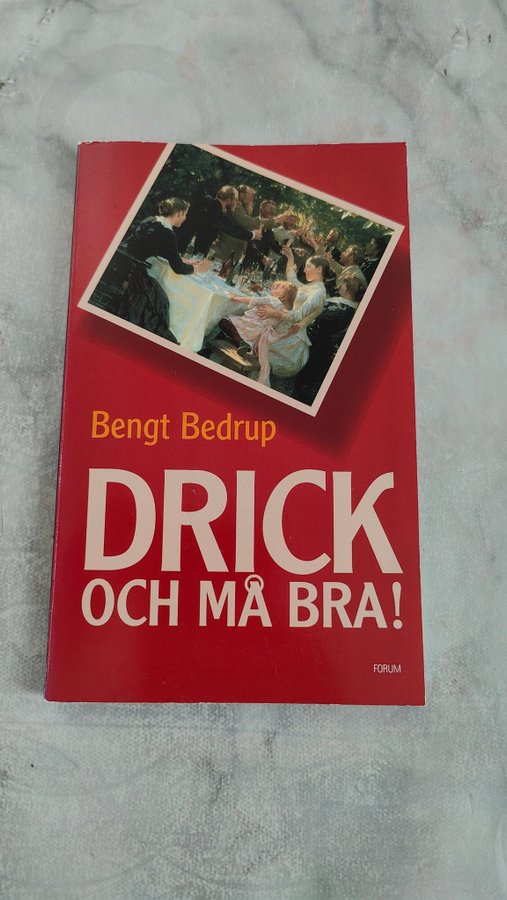 Bengt Bedrup
DRICK
OCH MÅ BRA!
FORUM